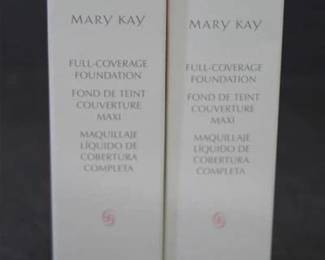 MARY KAY
FULL-COVERAGE
FOUNDATION
FOND DE TEINT
COUVERTURE
MAXI
MAQUILLAJE
LÍQUIDO DE
COBERTURA
COMPLETA
MARY KAY
FULL-COVERAGE
FOUNDATION
FOND DE TEINT
COUVERTURE
MAXI
MAQUILLAJE
LÍQUIDO DE
COBERTURA
COMPLETA